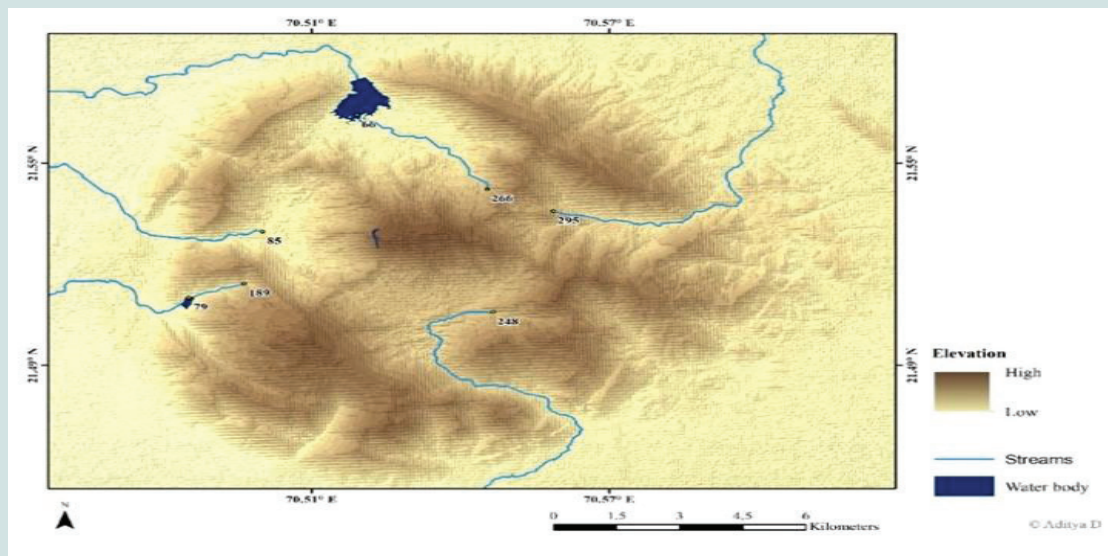 70.51° E 70.57° E
66
21.55° N 21.55° N
266
295
85
189
79
248
21.49° N 21.49° N
Elevation
High
Low
Streams
Water body
70.51° E 70.57° E
N
0 1.5 3 4.5 6
Kilometers
© Aditya D